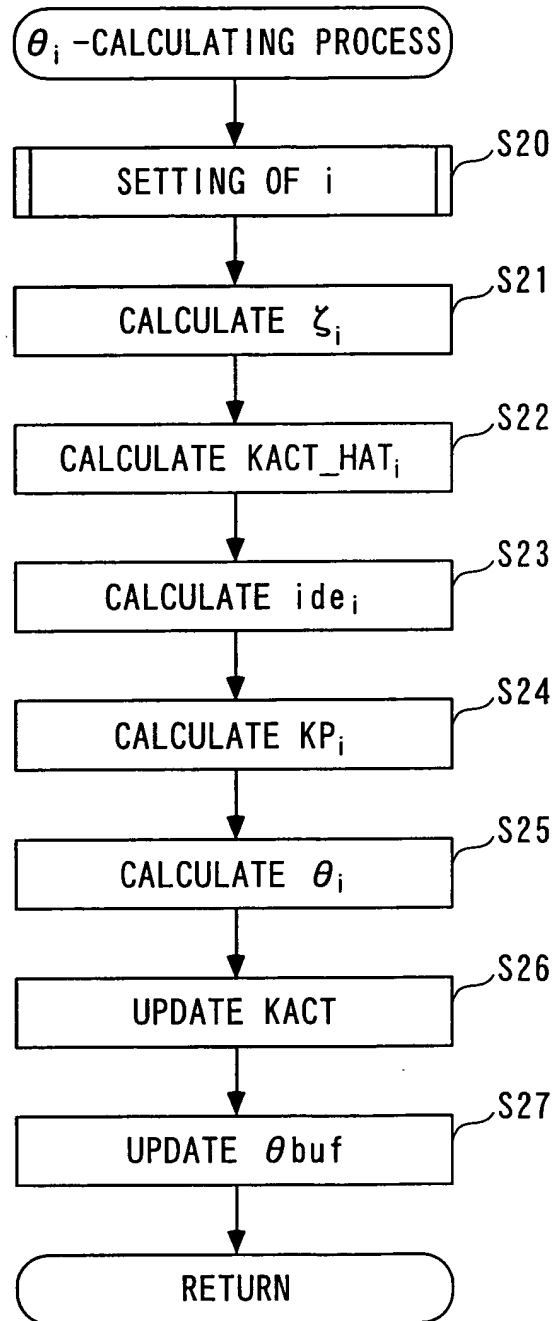 θi -CALCULATING PROCESS
S20
SETTING OF i
S21
CALCULATE ζi
S22
CALCULATE KACT_HATi
S23
CALCULATE idei
S24
CALCULATE KPi
S25
CALCULATE θi
S26
UPDATE KACT
S27
UPDATE θbuf
RETURN